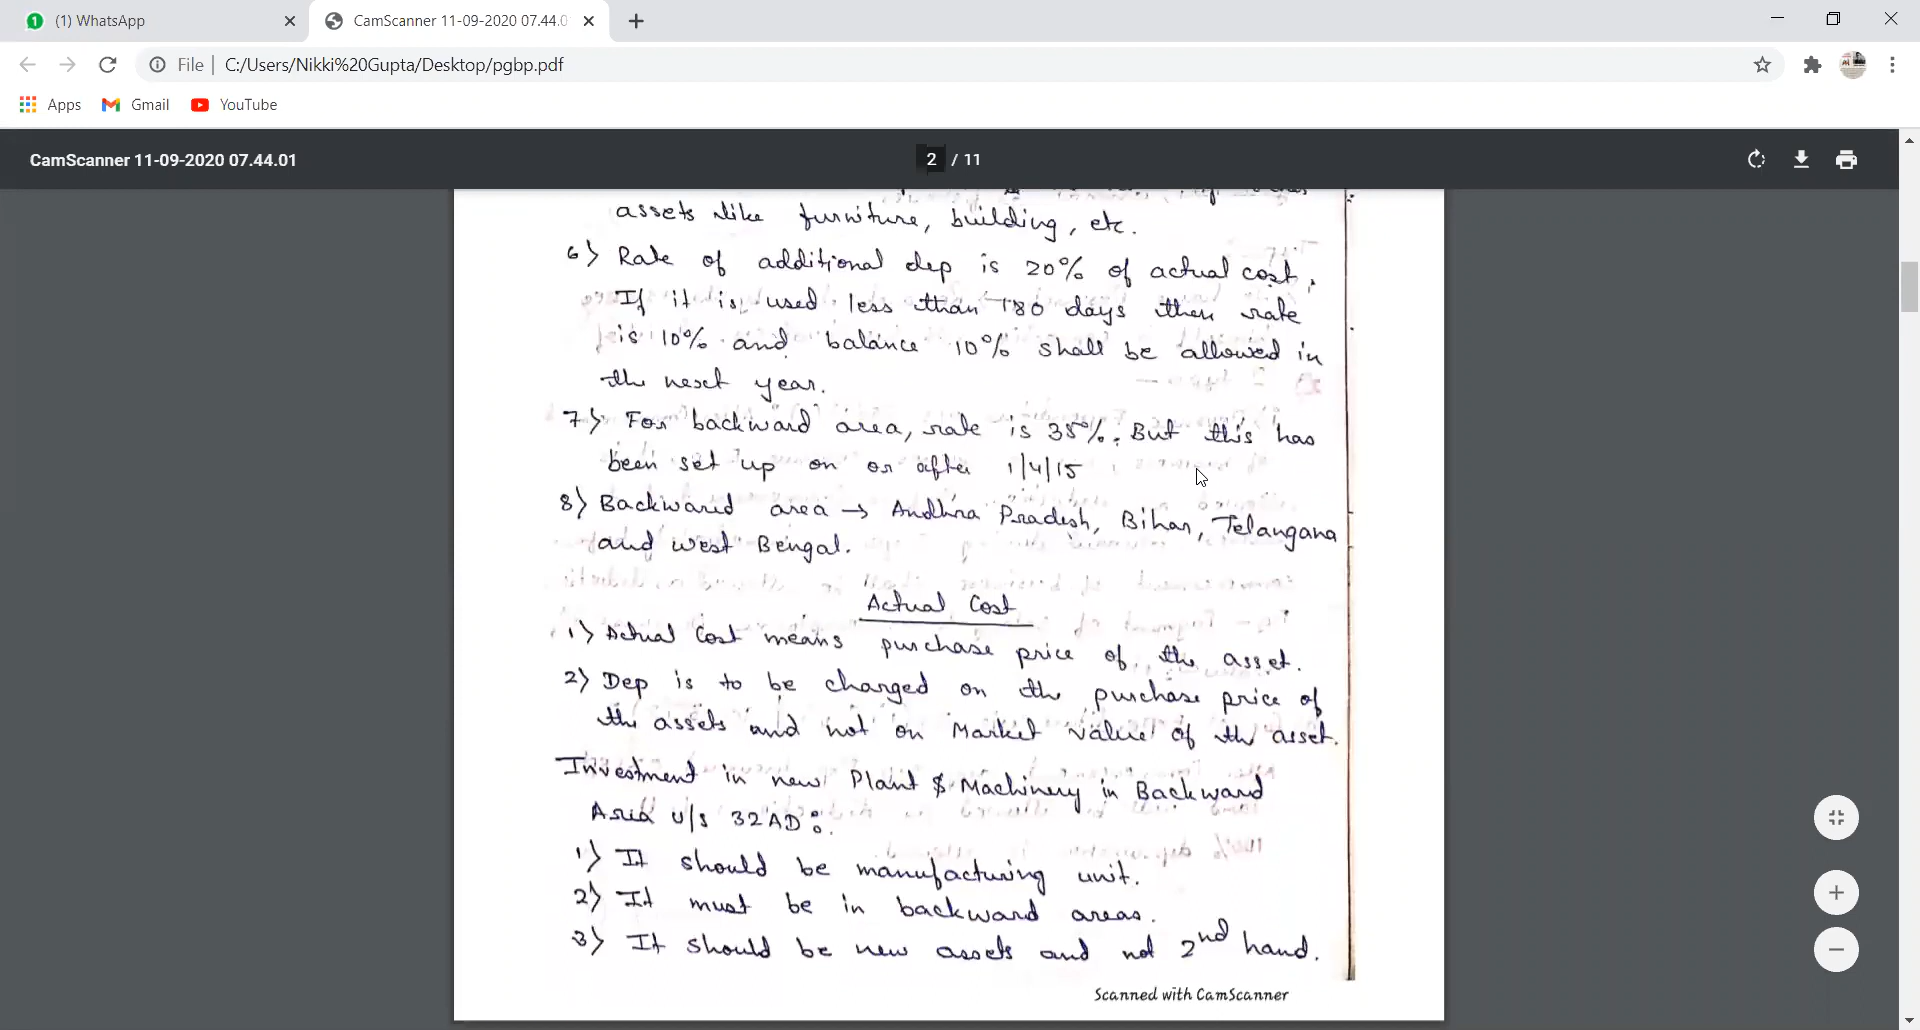 (1) WhatsApp
CamScanner 11-09-2020 07.44.0
File | C:/Users/Nikki%20Gupta/Desktop/pgbp.pdf
Apps Gmail YouTube
CamScanner 11-09-2020 07.44.01
2 / 11
assets like furniture, building, etc.
6) Rate of additional dep is 20% of actual cost,
If it is used less than 180 days then rate
is 10% and balance 10% shall be allowed in
the next year.
7) For backward area, rate is 35%. But this has
been set up on or after 1/4/15
8) Backward area → Andhra Pradesh, Bihar, Telangana
and West Bengal.
Actual Cost
1) Actual Cost means purchase price of the asset.
2) Dep is to be charged on the purchase price of
the assets and not on Market value of the asset.
Investment in new Plant & Machinery in Backward
Area u/s 32AD:
1) It should be manufacturing unit.
2) It must be in backward areas.
3) It should be new assets and not 2nd hand.
Scanned with CamScanner